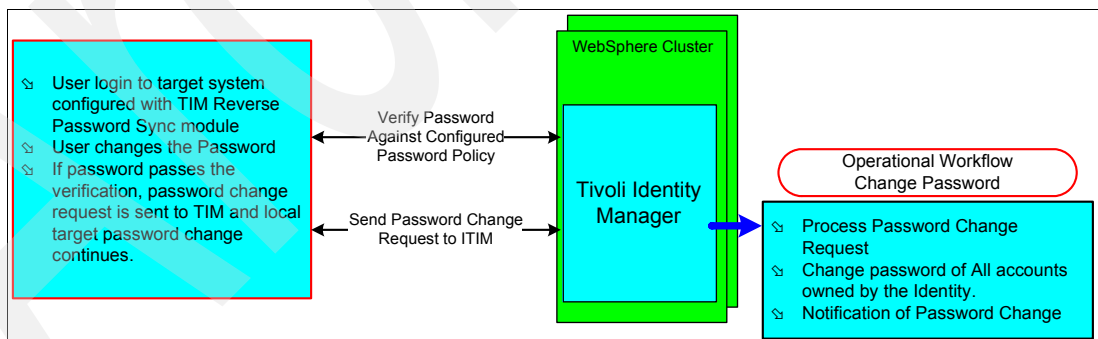 User login to target system
configured with TIM Reverse
Password Sync module
User changes the Password
If password passes the
verification, password change
request is sent to TIM and local
target password change
continues.
Verify Password
Against Configured
Password Policy
Send Password Change
Request to ITIM
WebSphere Cluster
Tivoli Identity
Manager
Operational Workflow
Change Password
Process Password Change
Request
Change password of All accounts
owned by the Identity.
Notification of Password Change